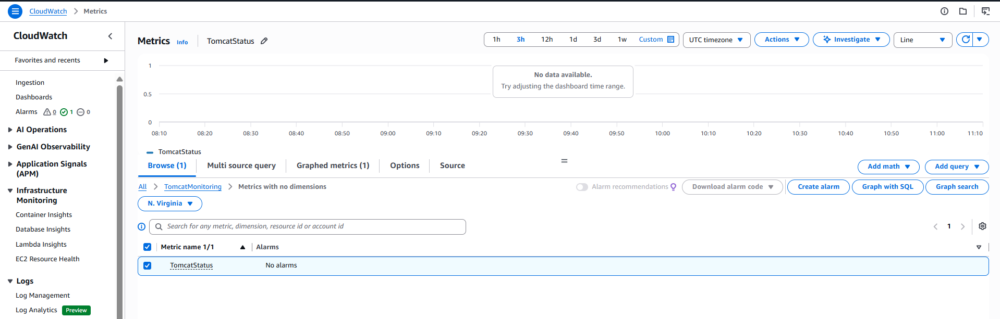 CloudWatch > Metrics
CloudWatch
Favorites and recents
Ingestion
Dashboards
Alarms 0 1 0
AI Operations
GenAI Observability
Application Signals
(APM)
Infrastructure
Monitoring
Container Insights
Database Insights
Lambda Insights
EC2 Resource Health
Logs
Log Management
Log Analytics Preview
Metrics Info TomcatStatus
1h 3h 12h 1d 3d 1w Custom UTC timezone Actions Investigate Line
1
No data available.
Try adjusting the dashboard time range.
0.5
0
08:10 08:20 08:30 08:40 08:50 09:00 09:10 09:20 09:30 09:40 09:50 10:00 10:10 10:20 10:30 10:40 10:50 11:00 11:10
TomcatStatus
Browse (1) Multi source query Graphed metrics (1) Options Source Add math Add query
All > TomcatMonitoring > Metrics with no dimensions Alarm recommendations Download alarm code Create alarm Graph with SQL Graph search
N. Virginia
Search for any metric, dimension, resource id or account id 1
Metric name 1/1 Alarms
TomcatStatus No alarms